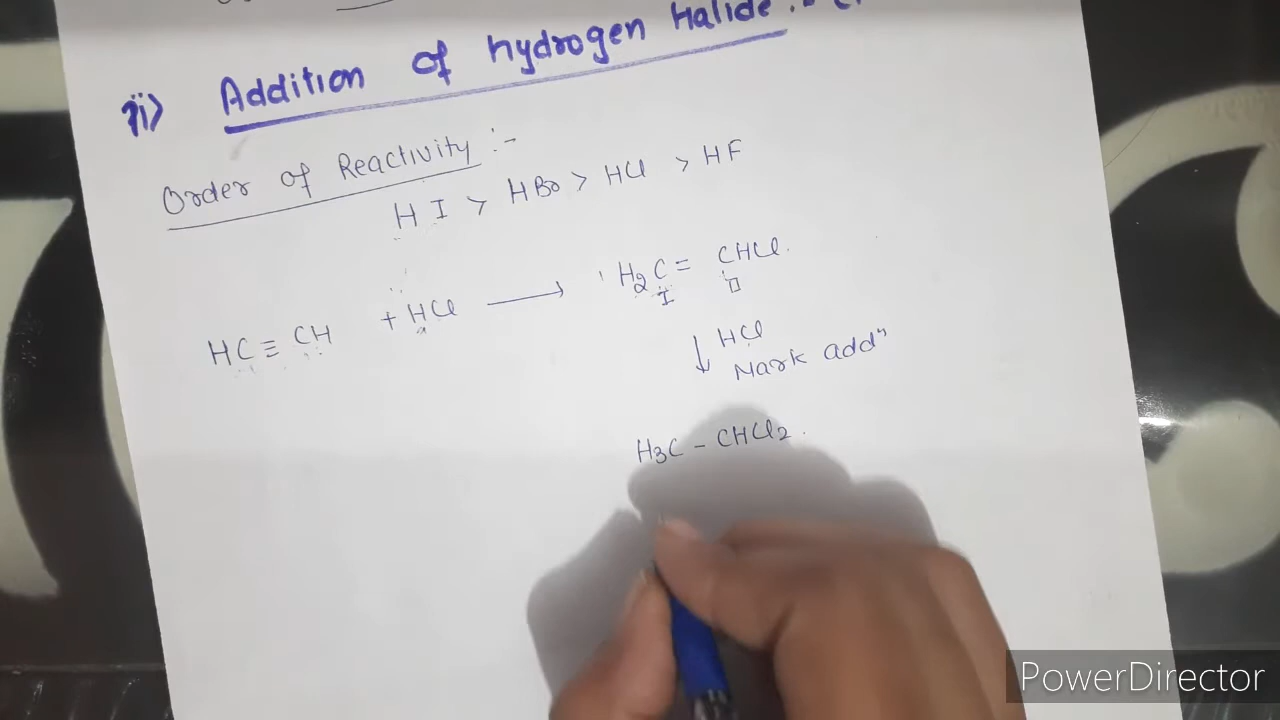 ii) Addition of hydrogen Halide :-
Order of Reactivity :-
HI > HBr > HCl > HF
HC ≡ CH + HCl ⟶ H₂C = CHCl.
I II
↓ HCl
Mark addⁿ
H₃C - CHCl₂.
PowerDirector